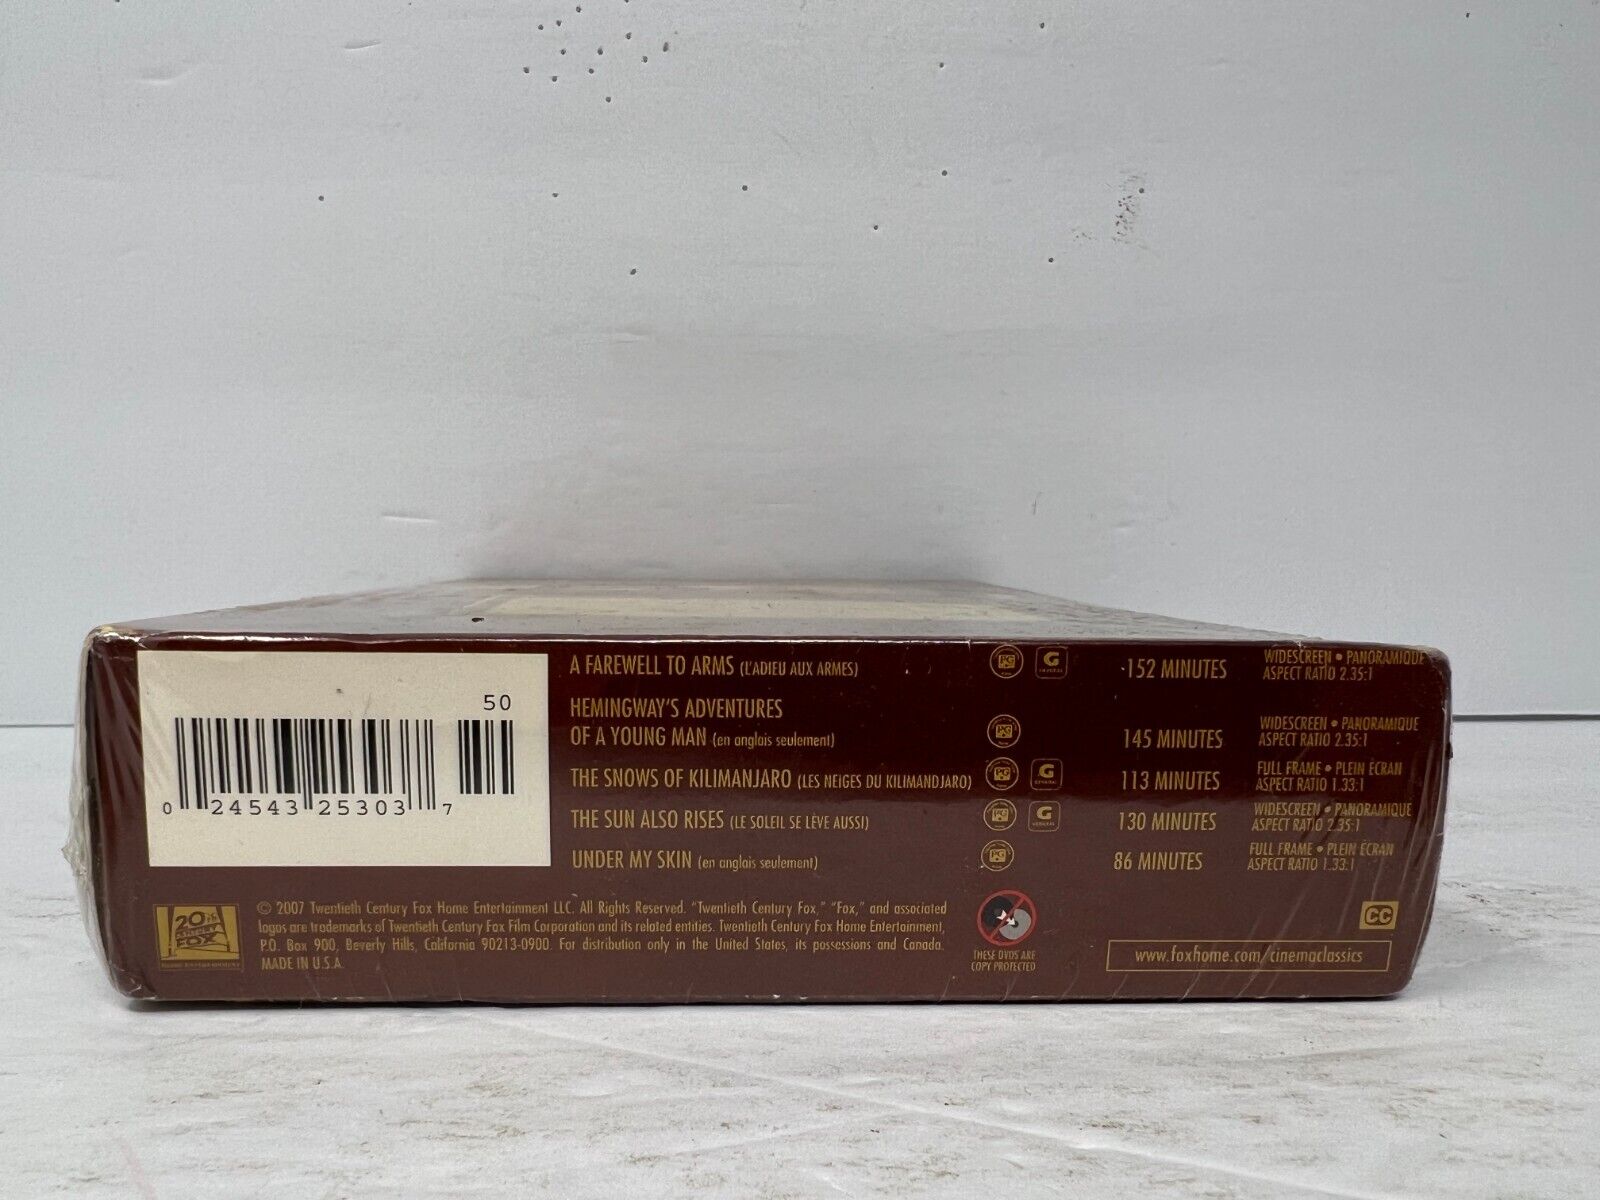 50
0 24543 25303 7
A FAREWELL TO ARMS (L'ADIEU AUX ARMES) PG G 152 MINUTES WIDESCREEN • PANORAMIQUE
ASPECT RATIO 2.35:1
HEMINGWAY'S ADVENTURES
OF A YOUNG MAN (en anglais seulement) PG 145 MINUTES WIDESCREEN • PANORAMIQUE
ASPECT RATIO 2.35:1
THE SNOWS OF KILIMANJARO (LES NEIGES DU KILIMANDJARO) PG G 113 MINUTES FULL FRAME • PLEIN ÉCRAN
ASPECT RATIO 1.33:1
THE SUN ALSO RISES (LE SOLEIL SE LÈVE AUSSI) PG G 130 MINUTES WIDESCREEN • PANORAMIQUE
ASPECT RATIO 2.35:1
UNDER MY SKIN (en anglais seulement) PG 86 MINUTES FULL FRAME • PLEIN ÉCRAN
ASPECT RATIO 1.33:1
20th
CENTURY
FOX
© 2007 Twentieth Century Fox Home Entertainment LLC. All Rights Reserved. "Twentieth Century Fox," "Fox," and associated
logos are trademarks of Twentieth Century Fox Film Corporation and its related entities. Twentieth Century Fox Home Entertainment,
P.O. Box 900, Beverly Hills, California 90213-0900. For distribution only in the United States, its possessions and Canada.
MADE IN U.S.A.
THESE DVDS ARE
COPY PROTECTED
CC
www.foxhome.com/cinemaclassics